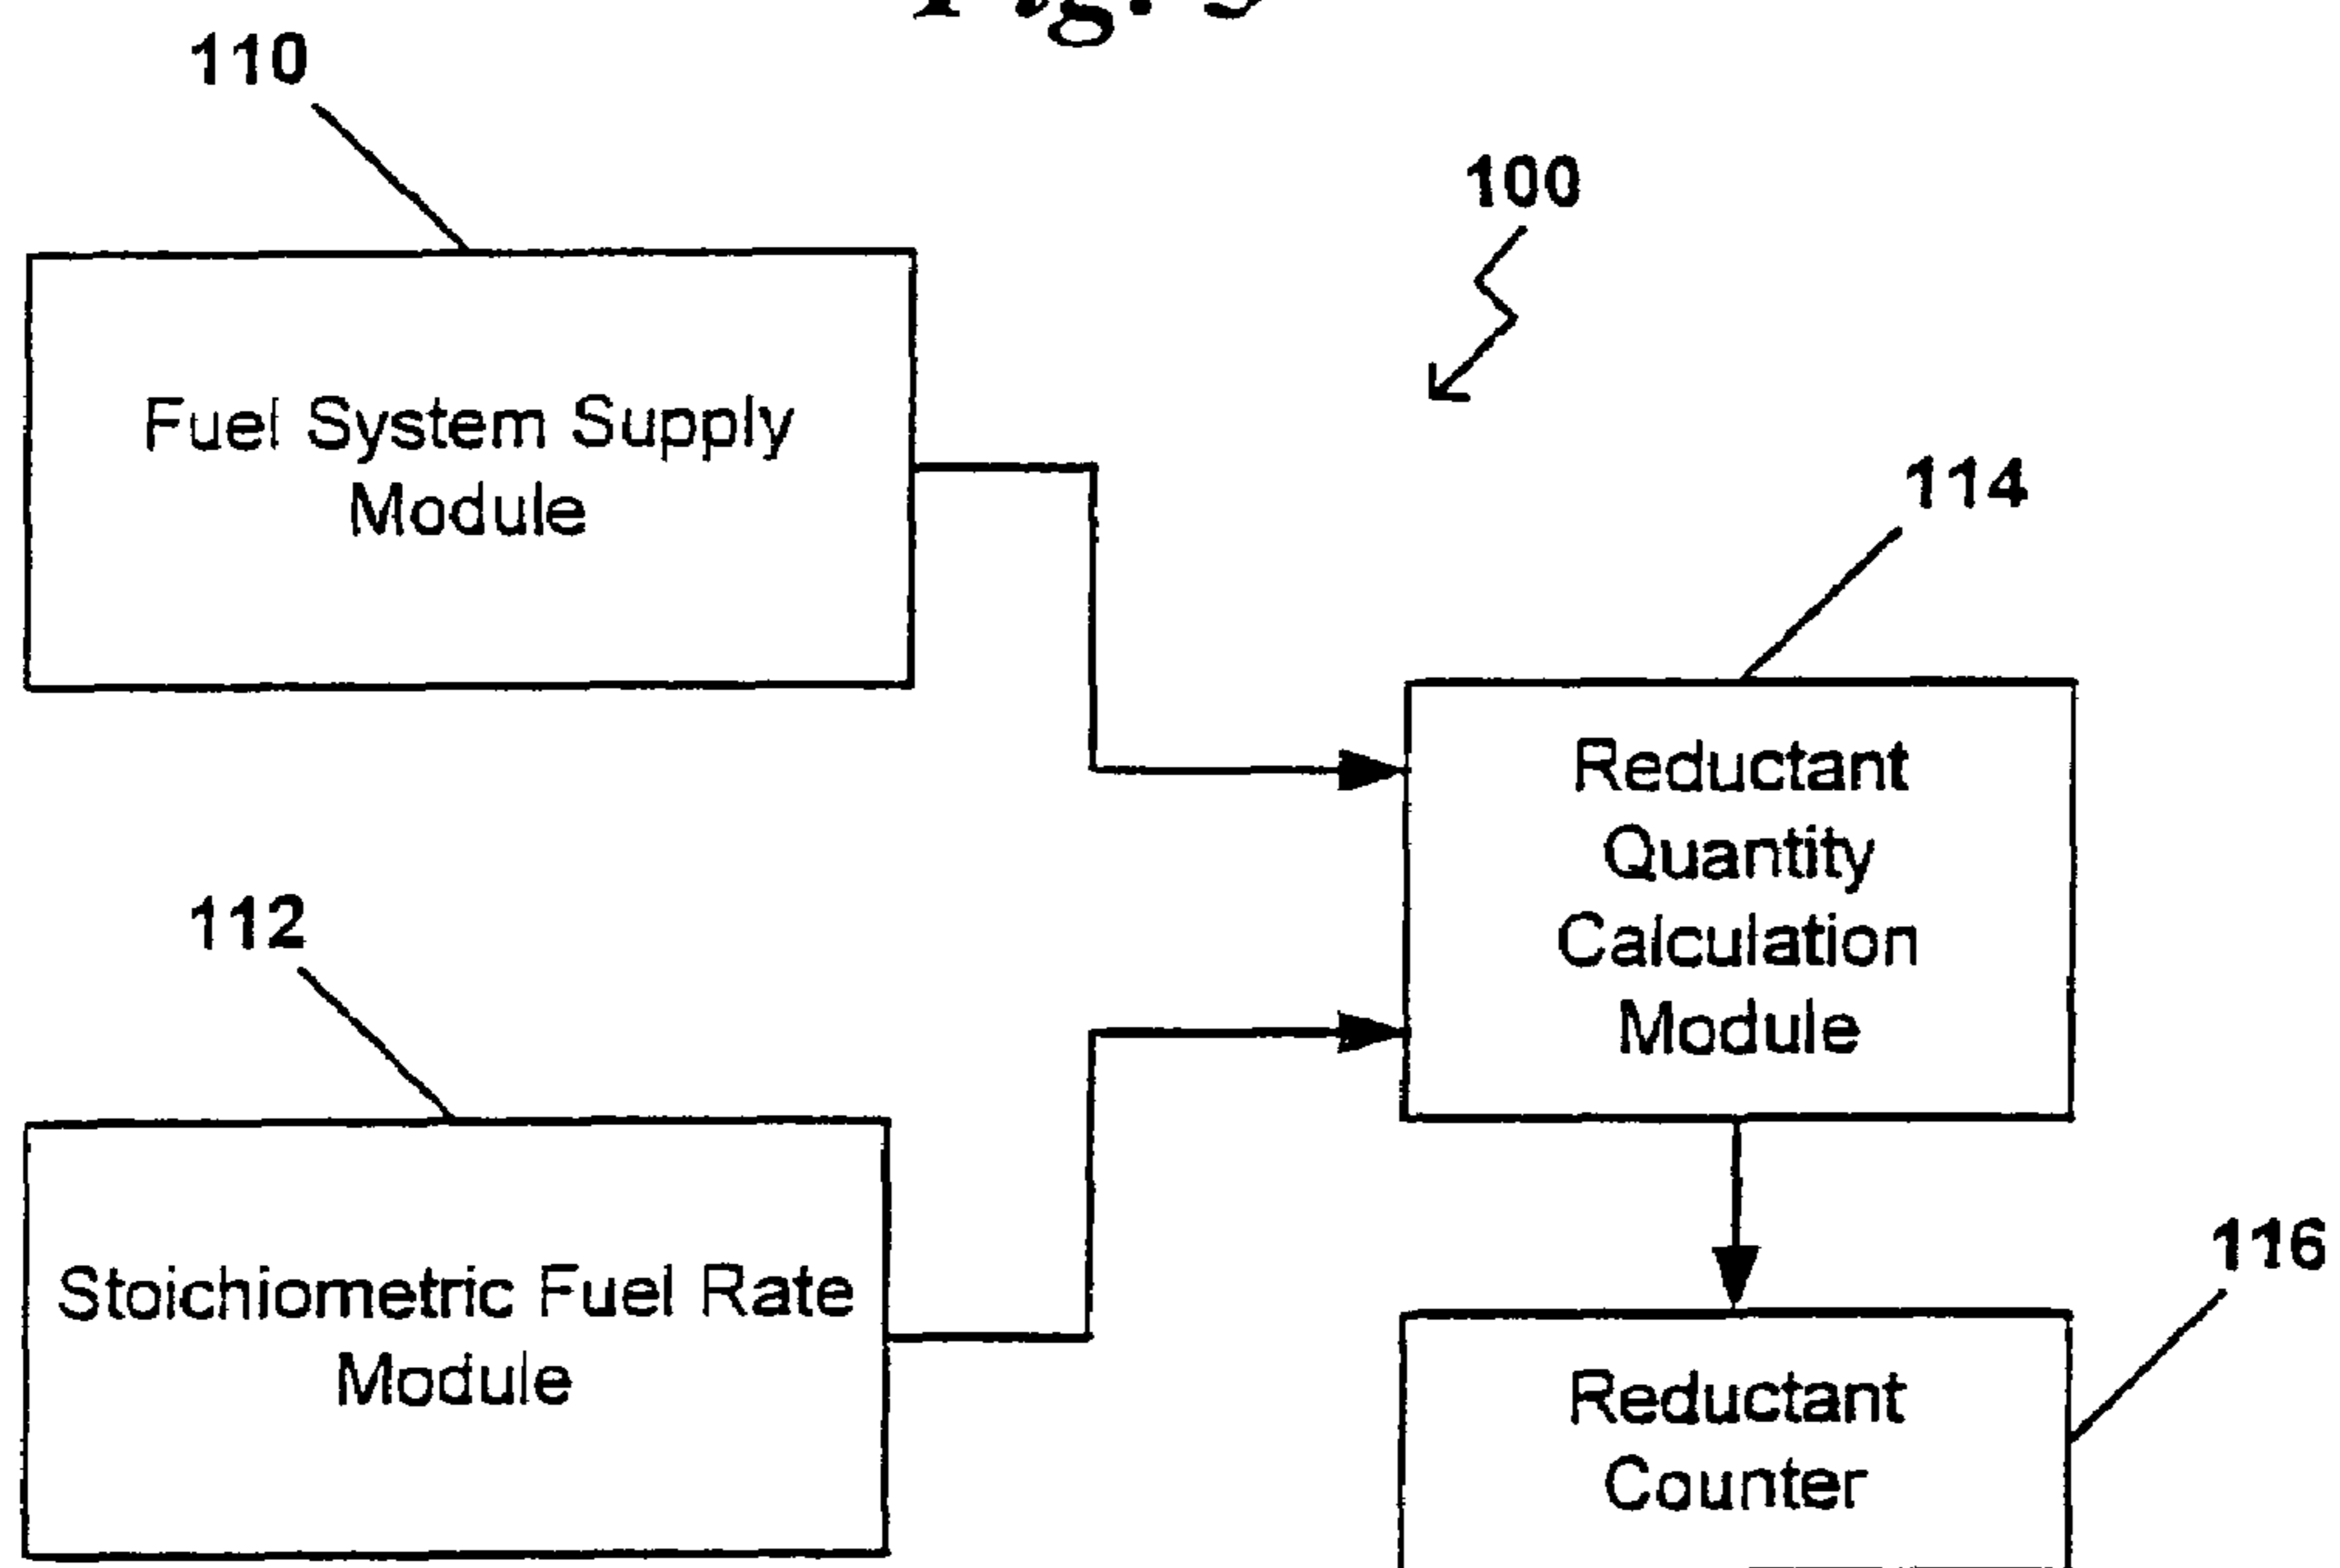 110
100
Fuel System Supply
Module
114
Reductant
Quantity
Calculation
Module
112
Stoichiometric Fuel Rate
Module
116
Reductant
Counter